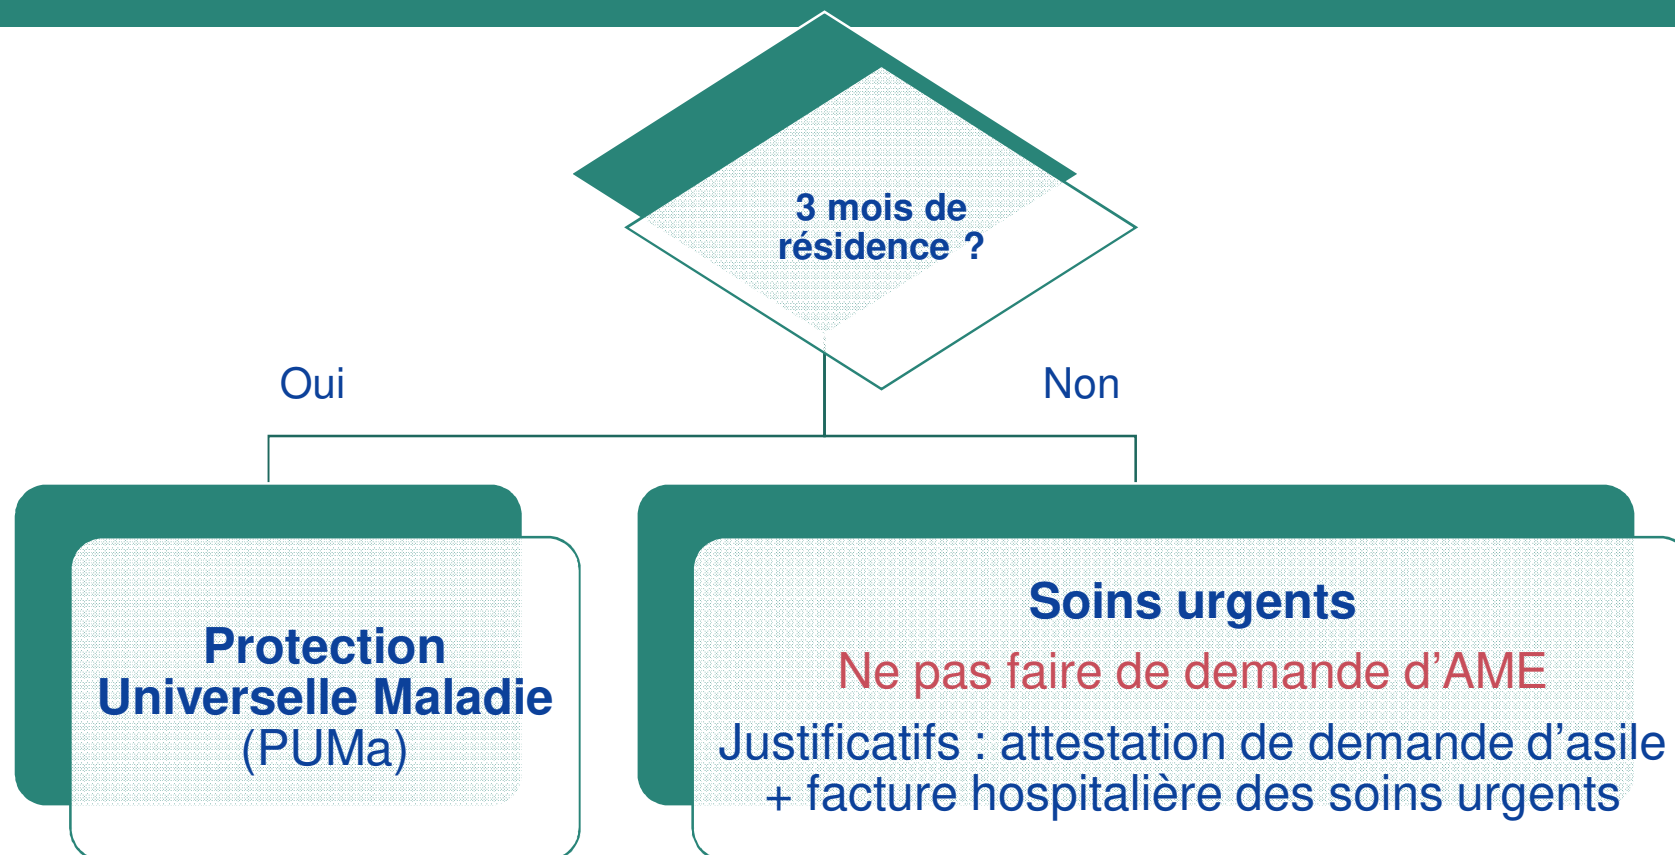 3 mois de
résidence ?
Oui
Non
Protection
Universelle Maladie
(PUMa)
Soins urgents
Ne pas faire de demande d’AME
Justificatifs : attestation de demande d’asile
+ facture hospitalière des soins urgents